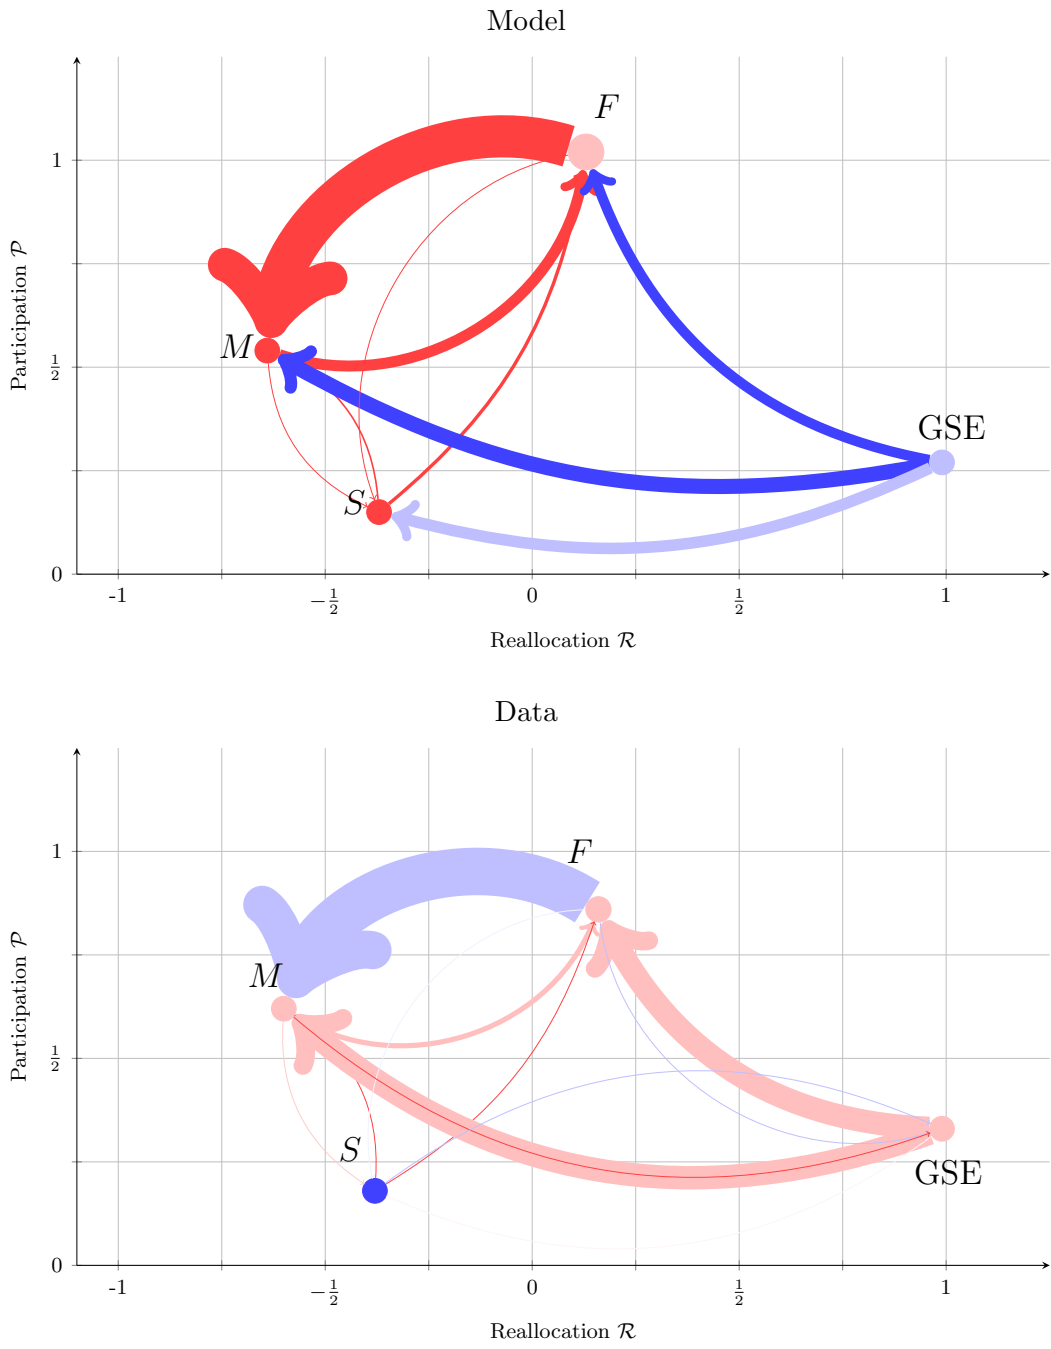 Model
F
1
Participation 𝒫
M
1/2
GSE
S
0
-1
−1/2
0
1/2
1
Reallocation ℛ
Data
F
1
Participation 𝒫
M
1/2
S
GSE
0
-1
−1/2
0
1/2
1
Reallocation ℛ